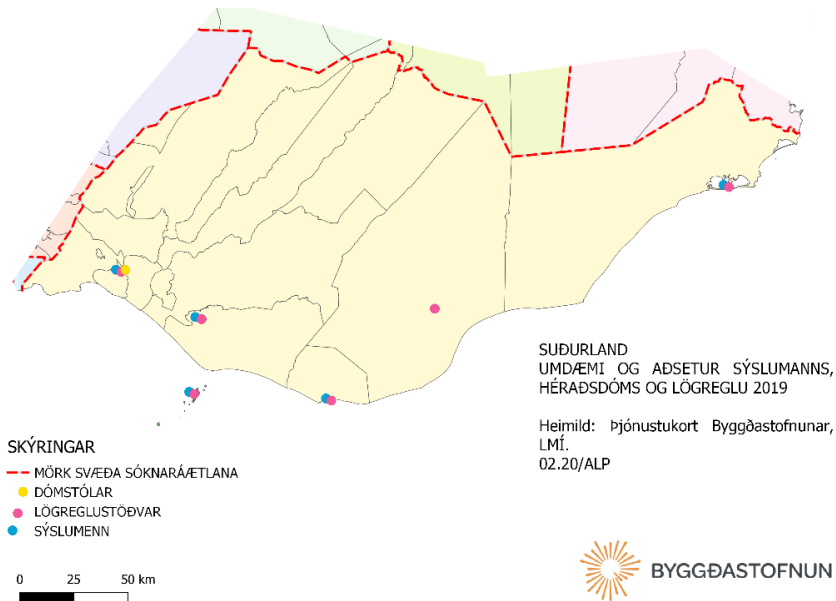 SUÐURLAND
UMDÆMI OG AÐSETUR SÝSLUMANNS,
HÉRAÐSDÓMS OG LÖGREGLU 2019
Heimild: Þjónustukort Byggðastofnunar,
LMÍ.
02.20/ALP
SKÝRINGAR
MÖRK SVÆÐA SÓKNARÁÆTLANA
DÓMSTÓLAR
LÖGREGLUSTÖÐVAR
SÝSLUMENN
0 25 50 km
BYGGÐASTOFNUN